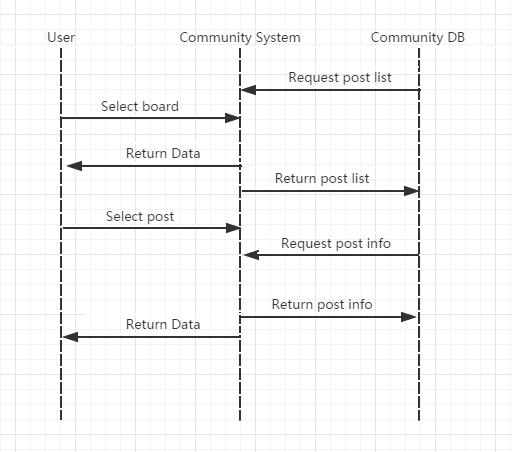 User
Community System
Community DB
Request post list
Select board
Return Data
Return post list
Select post
Request post info
Return post info
Return Data